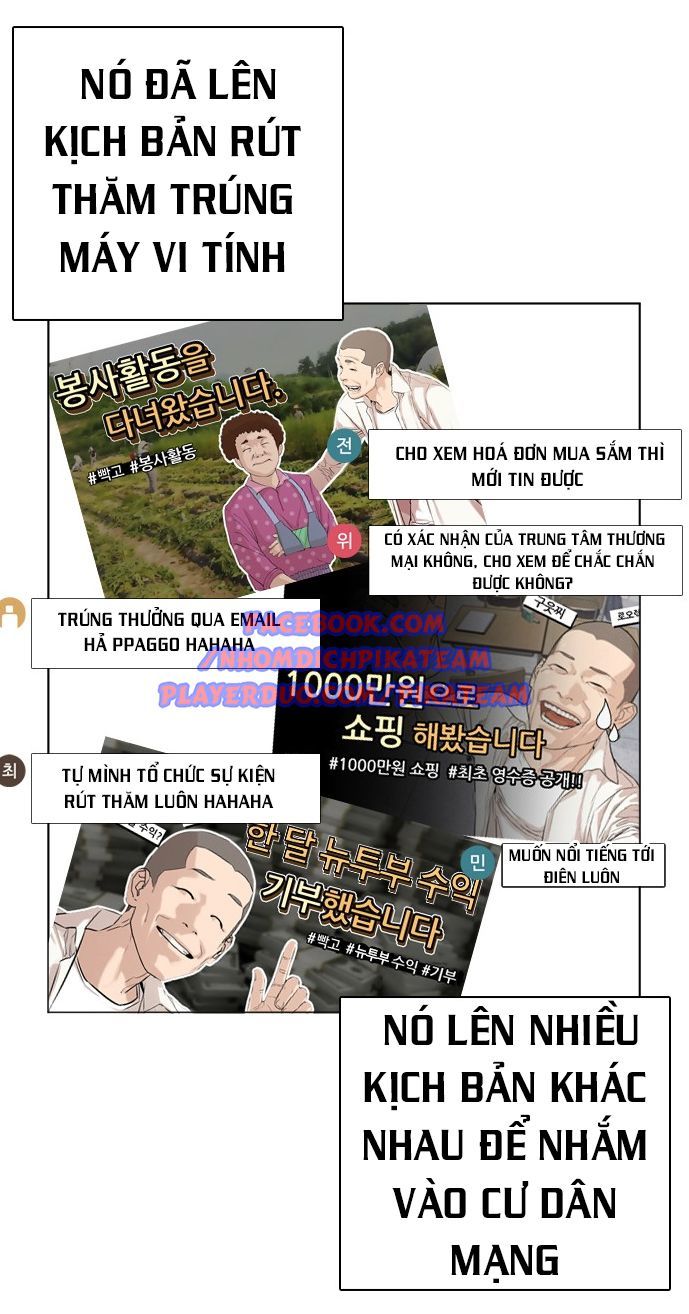 NÓ ĐÃ LÊN
KỊCH BẢN RÚT
THĂM TRÚNG
MÁY VI TÍNH
봉사활동을
다녀왔습니다.
#빡고 #봉사활동
전
CHO XEM HOÁ ĐƠN MUA SẮM THÌ
MỚI TIN ĐƯỢC
위
CÓ XÁC NHẬN CỦA TRUNG TÂM THƯƠNG
MẠI KHÔNG, CHO XEM ĐỂ CHẮC CHẮN
ĐƯỢC KHÔNG?
TRÚNG THƯỞNG QUA EMAIL
HẢ PPAGGO HAHAHA
FACEBOOK.COM
/NHOMDICHPIKATEAM
PLAYERDUO.COM/PIKATEAM
구웃찌
1000만원으로
쇼핑 해봤습니다
#1000만원 쇼핑 #최초 영수증 공개!!
최
TỰ MÌNH TỔ CHỨC SỰ KIỆN
RÚT THĂM LUÔN HAHAHA
수익?
한 달 뉴투부 수익
기부했습니다
#빡고 #뉴투부 수익 #기부
민
MUỐN NỔI TIẾNG TỚI
ĐIÊN LUÔN
NÓ LÊN NHIỀU
KỊCH BẢN KHÁC
NHAU ĐỂ NHẮM
VÀO CƯ DÂN
MẠNG